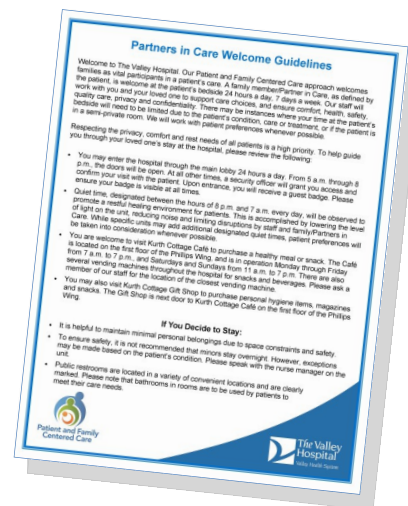 Partners in Care Welcome Guidelines
Welcome to The Valley Hospital. Our Patient and Family Centered Care approach welcomes
families as vital participants in a patient's care. A family member/Partner in Care, as defined by
the patient, is welcome at the patient's bedside 24 hours a day, 7 days a week. Our staff will
work with you and your loved one to support care choices, and ensure comfort, health, safety,
quality care, privacy and confidentiality. There may be instances where your time at the patient's
bedside will need to be limited due to the patient's condition, care or treatment, or if the patient is
in a semi-private room. We will work with patient preferences whenever possible.
Respecting the privacy, comfort and rest needs of all patients is a high priority. To help guide
you through your loved one's stay at the hospital, please review the following:
• You may enter the hospital through the main lobby 24 hours a day. From 5 a.m. through 8
p.m., the doors will be open. At all other times, a security officer will grant you access and
confirm your visit with the patient. Upon entrance, you will receive a guest badge. Please
ensure your badge is visible at all times.
• Quiet time, designated between the hours of 8 p.m. and 7 a.m. every day, will be observed to
promote a restful healing environment for patients. This is accomplished by lowering the level
of light on the unit, reducing noise and limiting disruptions by staff and family/Partners in
Care. While specific units may add additional designated quiet times, patient preferences will
be taken into consideration whenever possible.
• You are welcome to visit Kurth Cottage Café to purchase a healthy meal or snack. The Café
is located on the first floor of the Phillips Wing, and is in operation Monday through Friday
from 7 a.m. to 7 p.m., and Saturdays and Sundays from 11 a.m. to 7 p.m. There are also
several vending machines throughout the hospital for snacks and beverages. Please ask a
member of our staff for the location of the closest vending machine.
• You may also visit Kurth Cottage Gift Shop to purchase personal hygiene items, magazines
and snacks. The Gift Shop is next door to Kurth Cottage Café on the first floor of the Phillips
Wing.
If You Decide to Stay:
• It is helpful to maintain minimal personal belongings due to space constraints and safety.
• To ensure safety, it is not recommended that minors stay overnight. However, exceptions
may be made based on the patient's condition. Please speak with the nurse manager on the
unit.
• Public restrooms are located in a variety of convenient locations and are clearly
marked. Please note that bathrooms in rooms are to be used by patients to
meet their care needs.
Patient and Family
Centered Care
The Valley
Hospital
Valley Health System